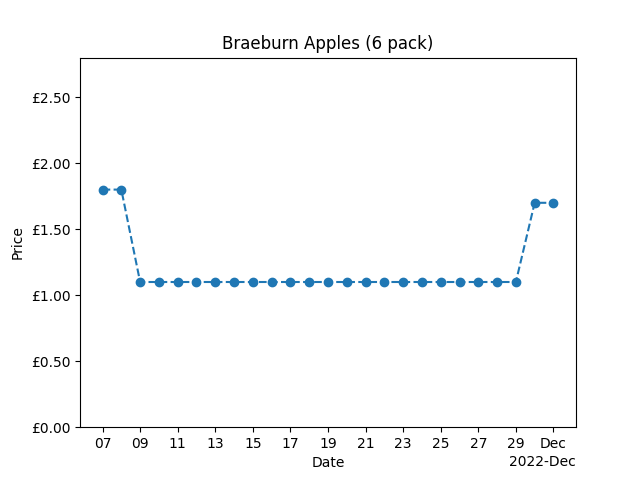 Braeburn Apples (6 pack)
£2.50
£2.00
£1.50
£1.00
£0.50
£0.00
Price
07 09 11 13 15 17 19 21 23 25 27 29 Dec
Date
2022-Dec